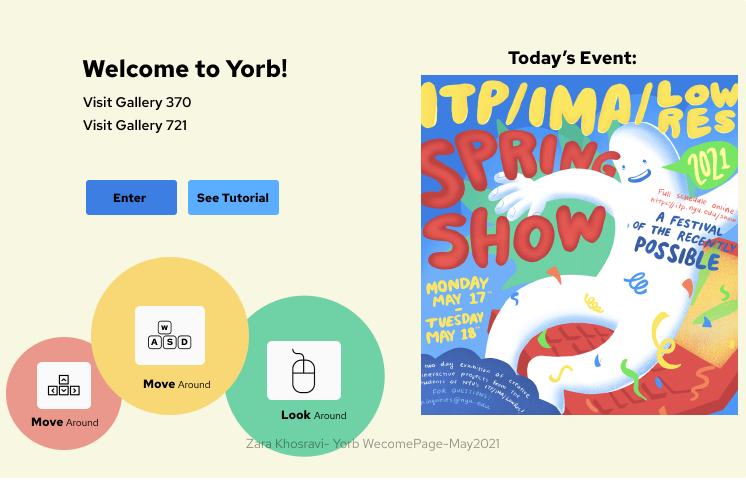 Welcome to Yorb!
Visit Gallery 370
Visit Gallery 721
Enter
See Tutorial
W
A S D
Move Around
Move Around
Look Around
Today's Event:
ITP/IMA/LOW
RES
SPRING
SHOW
2021
Full schedule online
https://itp.nyu.edu/show
A FESTIVAL
OF THE RECENTLY
POSSIBLE
MONDAY
MAY 17TH
–
TUESDAY
MAY 18TH
two day exhibition of creative
interactive projects from the
students of NYU's ITP/IMA/LowRes/
FOR QUESTIONS:
inquiries@nyu.edu
Zara Khosravi- Yorb WecomePage-May2021